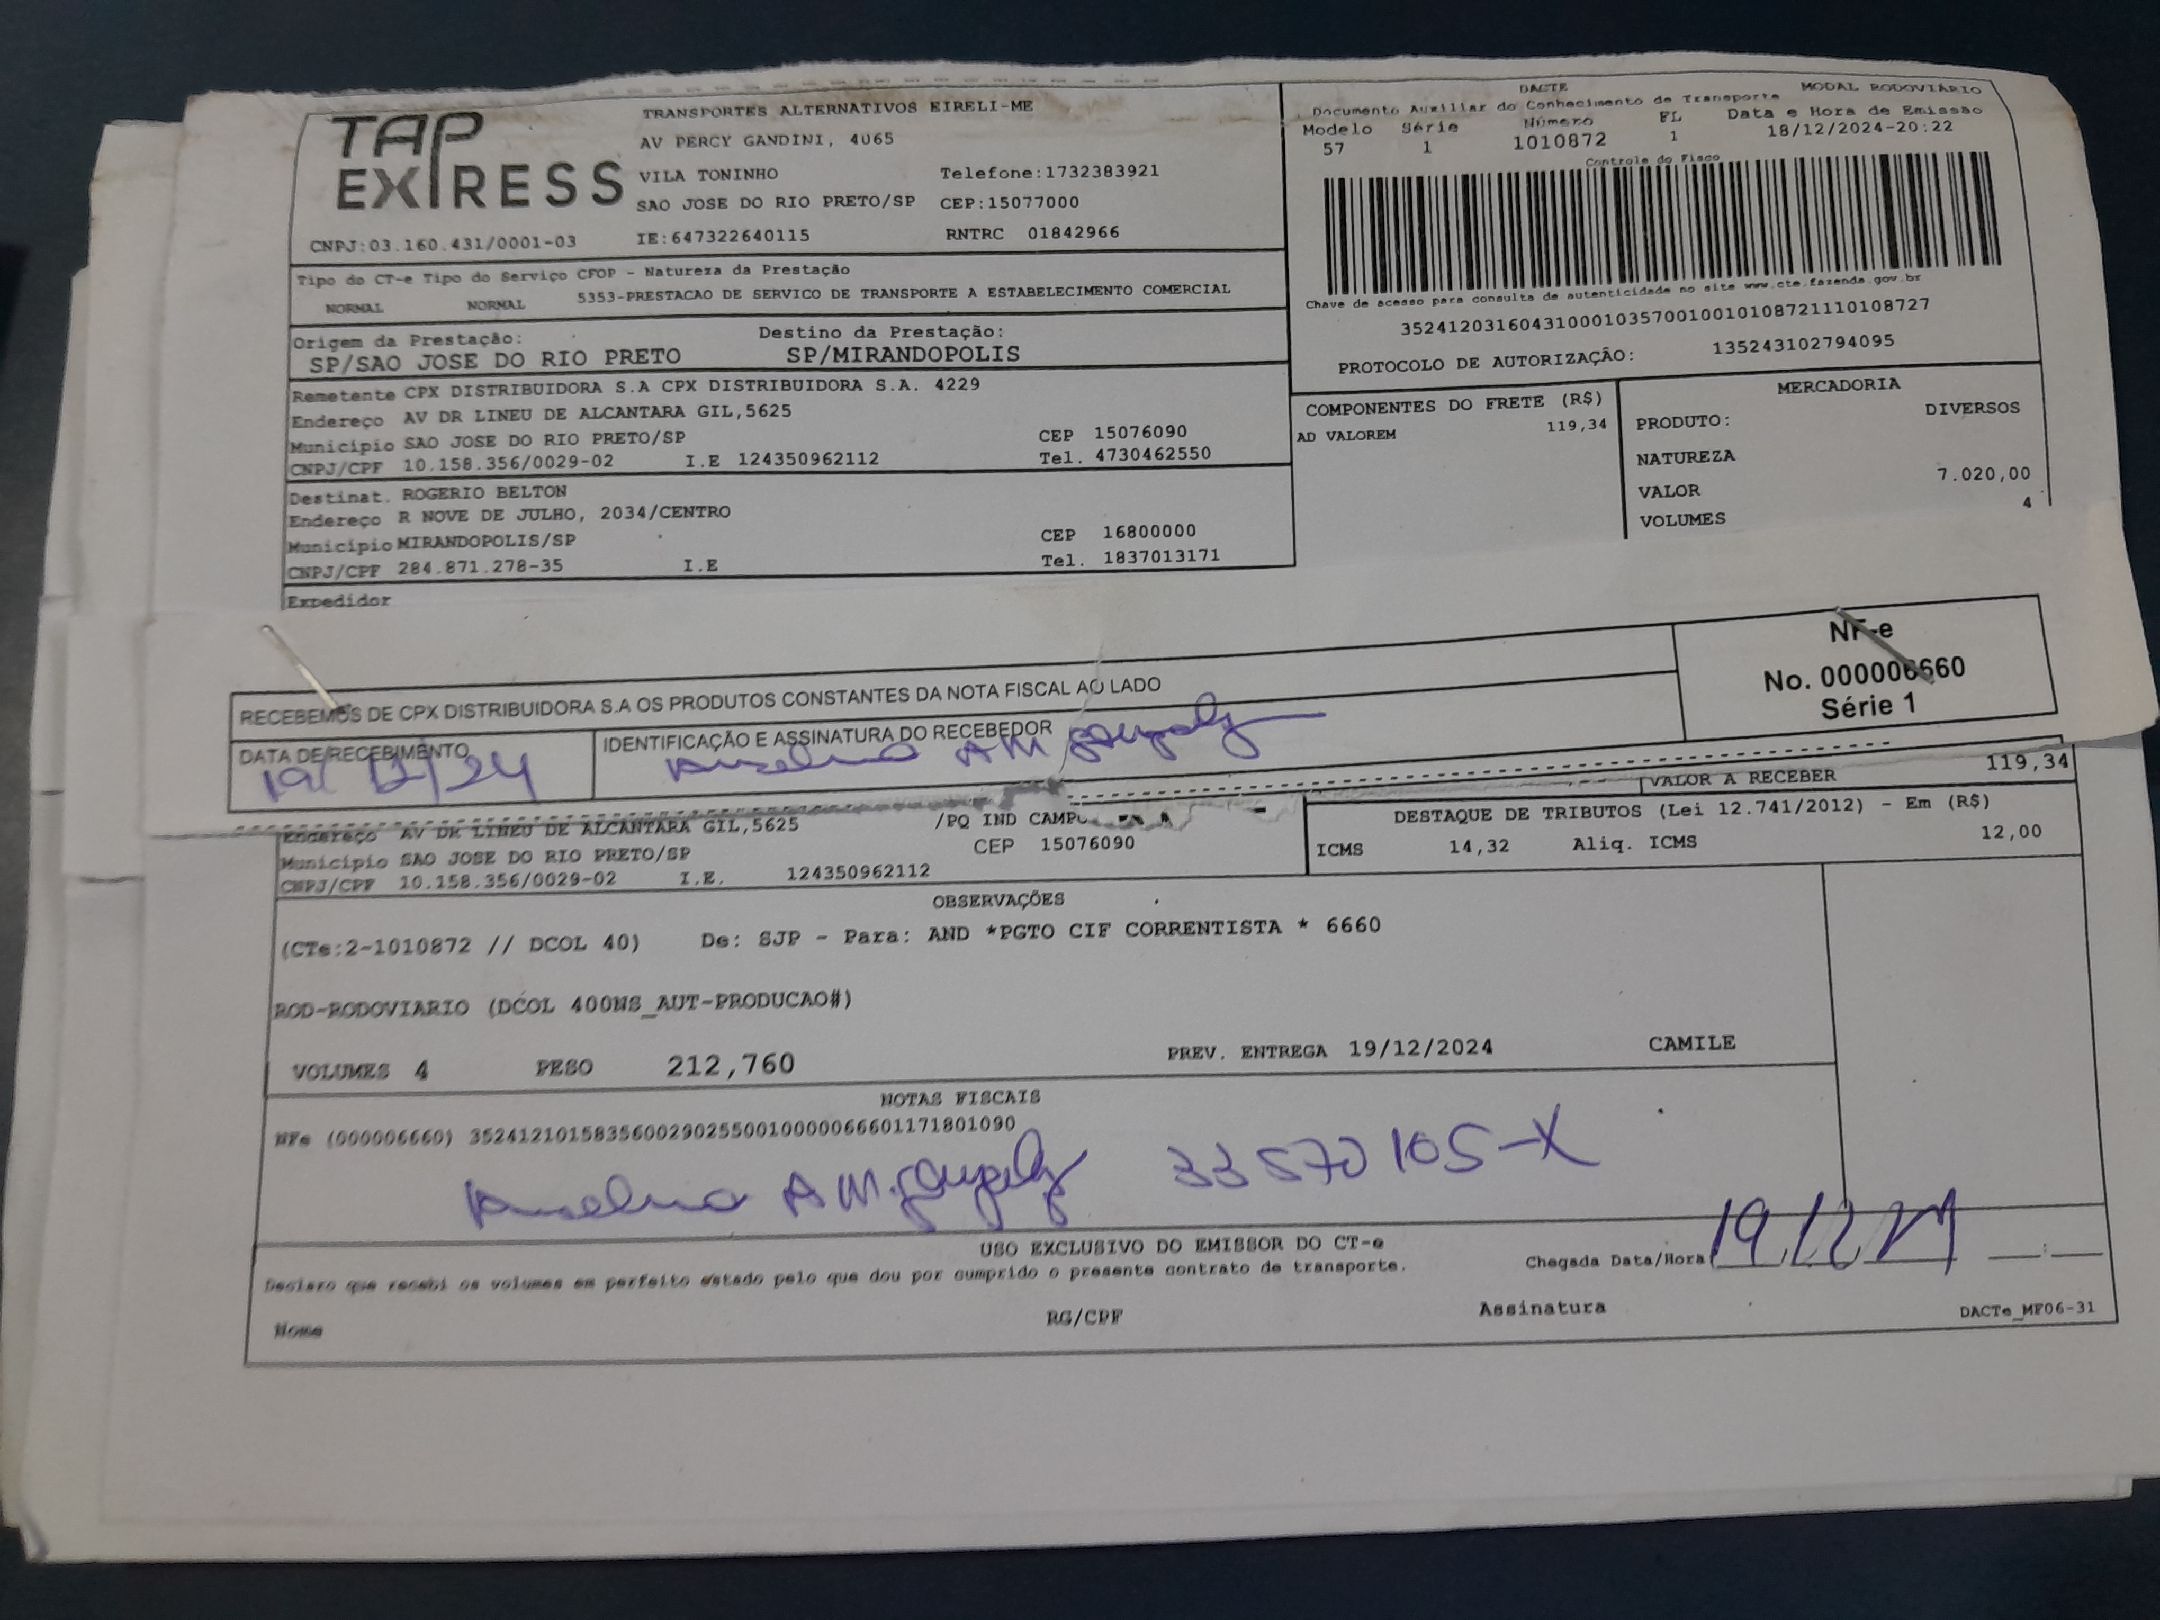 TAP EXPRESS
TRANSPORTES ALTERNATIVOS EIRELI-ME
AV PERCY GANDINI, 4065
VILA TONINHO Telefone:1732383921
SAO JOSE DO RIO PRETO/SP CEP:15077000
CNPJ:03.160.431/0001-03 IE:647322640115 RNTRC 01842966
DACTE MODAL RODOVIÁRIO
Documento Auxiliar do Conhecimento de Transporte
Modelo Série Número FL Data e Hora de Emissão
57 1 1010872 1 18/12/2024-20:22
Controle do Fisco
Chave de acesso para consulta de autenticidade no site www.cte.fazenda.gov.br
35241203160431000103570010010108721110108727
PROTOCOLO DE AUTORIZAÇÃO: 135243102794095
Tipo do CT-e Tipo do Serviço CFOP - Natureza da Prestação
NORMAL NORMAL 5353-PRESTACAO DE SERVICO DE TRANSPORTE A ESTABELECIMENTO COMERCIAL
Origem da Prestação: Destino da Prestação:
SP/SAO JOSE DO RIO PRETO SP/MIRANDOPOLIS
Remetente CPX DISTRIBUIDORA S.A CPX DISTRIBUIDORA S.A. 4229
Endereço AV DR LINEU DE ALCANTARA GIL,5625
Município SAO JOSE DO RIO PRETO/SP CEP 15076090
CNPJ/CPF 10.158.356/0029-02 I.E 124350962112 Tel. 4730462550
COMPONENTES DO FRETE (R$)
AD VALOREM 119,34
MERCADORIA
PRODUTO: DIVERSOS
NATUREZA
VALOR 7.020,00
VOLUMES 4
Destinat. ROGERIO BELTON
Endereço R NOVE DE JULHO, 2034/CENTRO
Município MIRANDOPOLIS/SP CEP 16800000
CNPJ/CPF 284.871.278-35 I.E Tel. 1837013171
Expedidor
RECEBEMOS DE CPX DISTRIBUIDORA S.A OS PRODUTOS CONSTANTES DA NOTA FISCAL AO LADO
NF-e
No. 000006660
Série 1
DATA DE RECEBIMENTO IDENTIFICAÇÃO E ASSINATURA DO RECEBEDOR
19/12/24
VALOR A RECEBER 119,34
Endereço AV DR LINEU DE ALCANTARA GIL,5625 /PQ IND
Município SAO JOSE DO RIO PRETO/SP CEP 15076090
CNPJ/CPF 10.158.356/0029-02 I.E. 124350962112
DESTAQUE DE TRIBUTOS (Lei 12.741/2012) - Em (R$)
ICMS 14,32 Aliq. ICMS 12,00
OBSERVAÇÕES
(CTe:2-1010872 // DCOL 40) De: SJP - Para: AND *PGTO CIF CORRENTISTA * 6660
ROD-RODOVIARIO (DCOL 400NS_AUT-PRODUCAO#)
VOLUMES 4 PESO 212,760 PREV. ENTREGA 19/12/2024 CAMILE
NOTAS FISCAIS
NFe (000006660) 35241210158356002902550010000066601171801090
33570105-X
USO EXCLUSIVO DO EMISSOR DO CT-e
Declaro que recebi os volumes em perfeito estado pelo que dou por cumprido o presente contrato de transporte.
Chegada Data/Hora 19/12/24 __:__
Nome RG/CPF Assinatura DACTe_MF06-31